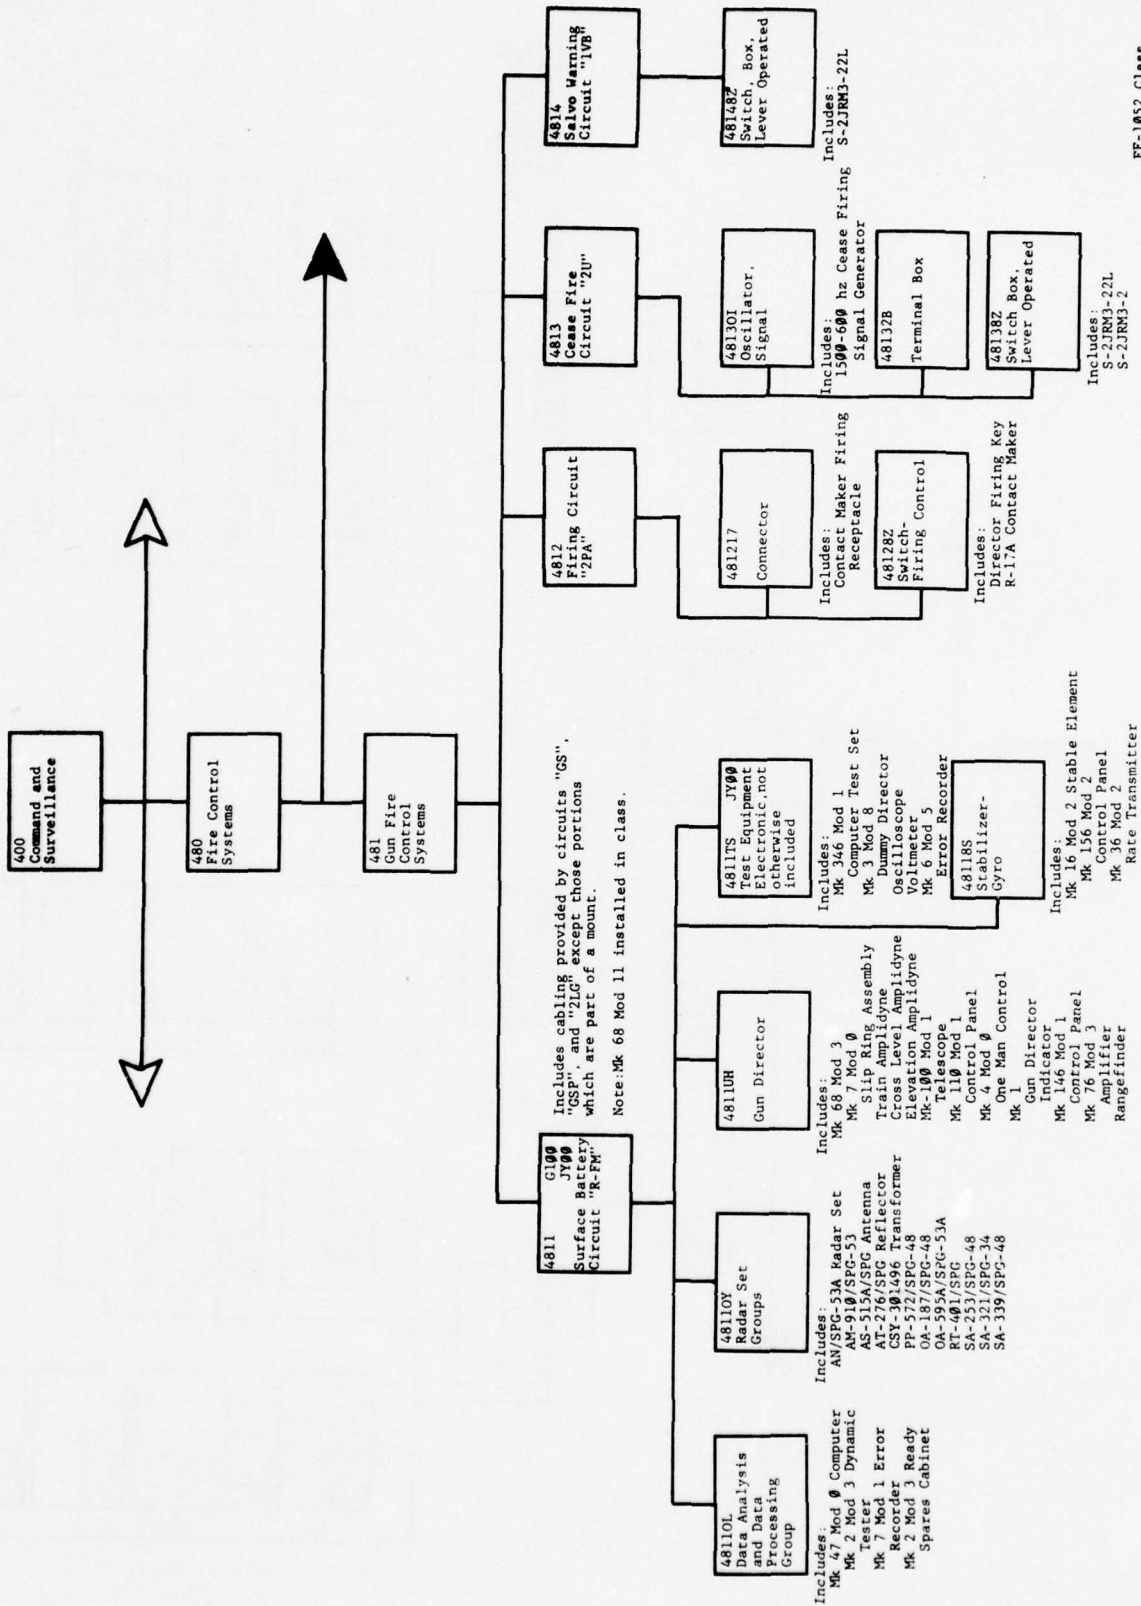 400
Command and
Surveillance
480
Fire Control
Systems
481
Gun Fire
Control
Systems
4811 G100
JY00
Surface Battery
Circuit "R-FM"
Includes cabling provided by circuits "GS",
"GSP", and "2LG" except those portions
which are part of a mount.
Note:Mk 68 Mod 11 installed in class.
4812
Firing Circuit
"2PA"
4813
Cease Fire
Circuit "2U"
4814
Salvo Warning
Circuit "1VB"
4811OL
Data Analysis
and Data
Processing
Group
Includes:
Mk 47 Mod 0 Computer
Mk 2 Mod 3 Dynamic
Tester
Mk 7 Mod 1 Error
Recorder
Mk 2 Mod 3 Ready
Spares Cabinet
4811OY
Radar Set
Groups
Includes:
AN/SPG-53A Radar Set
AM-910/SPG-53
AS-515A/SPG Antenna
AT-276/SPG Reflector
CSY-301496 Transformer
PP-572/SPG-48
OA-187/SPG-48
OA-595A/SPG-53A
RT-401/SPG
SA-253/SPG-48
SA-321/SPG-34
SA-339/SPG-48
4811UH
Gun Director
Includes:
Mk 68 Mod 3
Mk 7 Mod 0
Slip Ring Assembly
Train Amplidyne
Cross Level Amplidyne
Elevation Amplidyne
Mk-100 Mod 1
Telescope
Mk 110 Mod 1
Control Panel
Mk 4 Mod 0
One Man Control
Mk 1
Gun Director
Indicator
Mk 146 Mod 1
Control Panel
Mk 76 Mod 3
Amplifier
Rangefinder
4811TS JY00
Test Equipment
Electronic,not
otherwise
included
Includes:
Mk 346 Mod 1
Computer Test Set
Mk 3 Mod 8
Dummy Director
Oscilloscope
Voltmeter
Mk 6 Mod 5
Error Recorder
48118S
Stabilizer-
Gyro
Includes:
Mk 16 Mod 2 Stable Element
Mk 156 Mod 2
Control Panel
Mk 36 Mod 2
Rate Transmitter
481217
Connector
Includes:
Contact Maker Firing
Receptacle
48128Z
Switch-
Firing Control
Includes:
Director Firing Key
R-17A Contact Maker
48130I
Oscillator,
Signal
Includes:
1500-600 hz Cease Firing
Signal Generator
48132B
Terminal Box
48138Z
Switch Box,
Lever Operated
Includes:
S-2JRM3-22L
S-2JRM3-2
48148Z
Switch, Box,
Lever Operated
Includes:
S-2JRM3-22L
FF-1052 Class